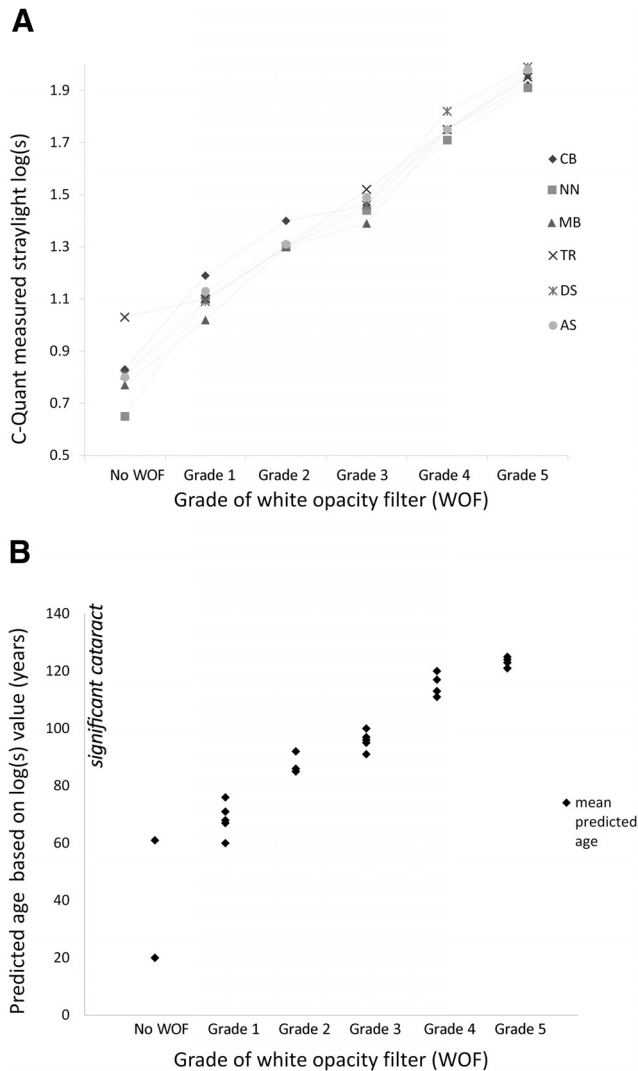 A
C-Quant measured straylight log(s)
1.9
1.7
1.5
1.3
1.1
0.9
0.7
0.5
No WOF Grade 1 Grade 2 Grade 3 Grade 4 Grade 5
Grade of white opacity filter (WOF)
CB
NN
MB
TR
DS
AS
B
Predicted age based on log(s) value (years)
140
120
100
80
60
40
20
0
significant cataract
mean
predicted
age
No WOF Grade 1 Grade 2 Grade 3 Grade 4 Grade 5
Grade of white opacity filter (WOF)